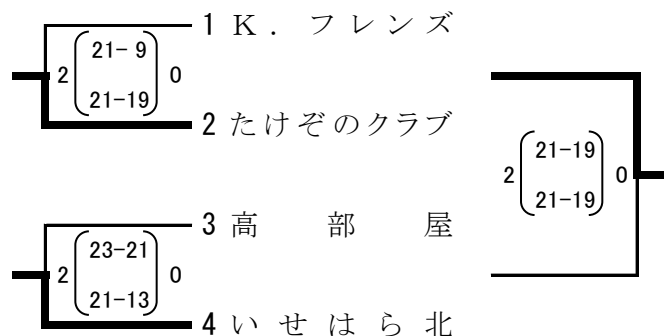 1 K．フレンズ
2 (21-9 21-19) 0
2 たけぞのクラブ
2 (21-19 21-19) 0
3 高部屋
2 (23-21 21-13) 0
4 いせはら北